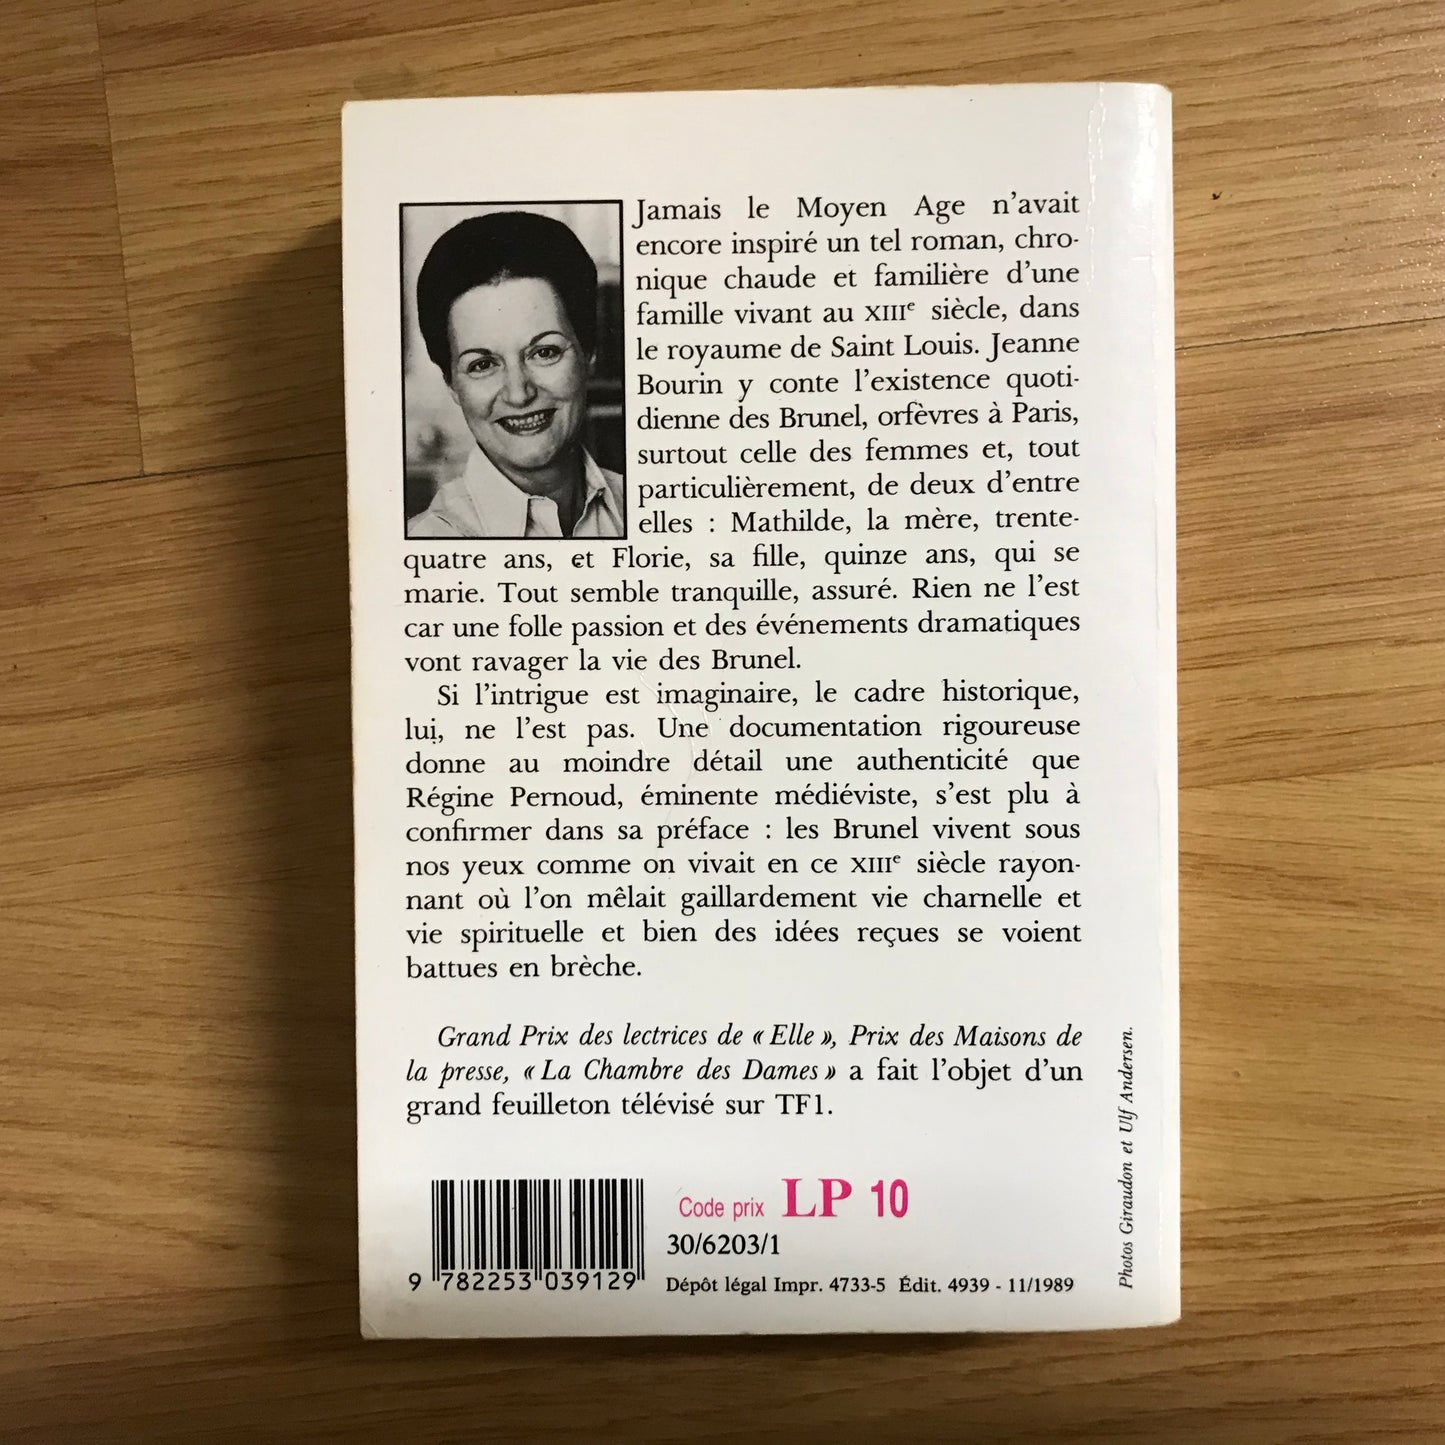 Jamais le Moyen Age n'avait
encore inspiré un tel roman, chro-
nique chaude et familière d'une
famille vivant au XIIIᵉ siècle, dans
le royaume de Saint Louis. Jeanne
Bourin y conte l'existence quoti-
dienne des Brunel, orfèvres à Paris,
surtout celle des femmes et, tout
particulièrement, de deux d'entre
elles : Mathilde, la mère, trente-
quatre ans, et Florie, sa fille, quinze ans, qui se
marie. Tout semble tranquille, assuré. Rien ne l'est
car une folle passion et des événements dramatiques
vont ravager la vie des Brunel.
Si l'intrigue est imaginaire, le cadre historique,
lui, ne l'est pas. Une documentation rigoureuse
donne au moindre détail une authenticité que
Régine Pernoud, éminente médiéviste, s'est plu à
confirmer dans sa préface : les Brunel vivent sous
nos yeux comme on vivait en ce XIIIᵉ siècle rayon-
nant où l'on mêlait gaillardement vie charnelle et
vie spirituelle et bien des idées reçues se voient
battues en brèche.
Grand Prix des lectrices de « Elle », Prix des Maisons de
la presse, « La Chambre des Dames » a fait l'objet d'un
grand feuilleton télévisé sur TF1.
Photos Giraudon et Ulf Andersen.
Code prix LP 10
30/6203/1
9 782253 039129
Dépôt légal Impr. 4733-5 Édit. 4939 - 11/1989